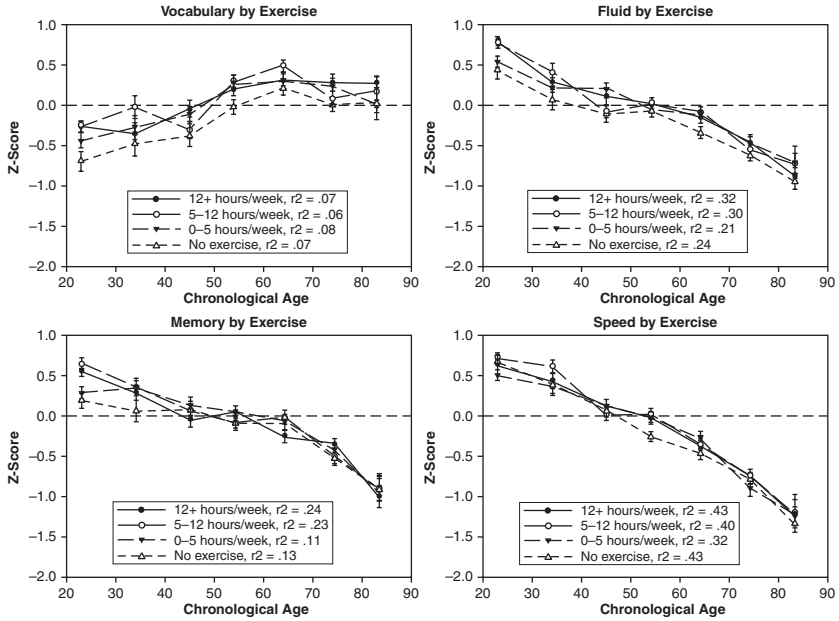 Vocabulary by Exercise
1.0
0.5
0.0
–0.5
–1.0
–1.5
–2.0
Z-Score
12+ hours/week, r2 = .07
5–12 hours/week, r2 = .06
0–5 hours/week, r2 = .08
No exercise, r2 = .07
20 30 40 50 60 70 80 90
Chronological Age
Fluid by Exercise
1.0
0.5
0.0
–0.5
–1.0
–1.5
–2.0
Z-Score
12+ hours/week, r2 = .32
5–12 hours/week, r2 = .30
0–5 hours/week, r2 = .21
No exercise, r2 = .24
20 30 40 50 60 70 80 90
Chronological Age
Memory by Exercise
1.0
0.5
0.0
–0.5
–1.0
–1.5
–2.0
Z-Score
12+ hours/week, r2 = .24
5–12 hours/week, r2 = .23
0–5 hours/week, r2 = .11
No exercise, r2 = .13
20 30 40 50 60 70 80 90
Chronological Age
Speed by Exercise
1.0
0.5
0.0
–0.5
–1.0
–1.5
–2.0
Z-Score
12+ hours/week, r2 = .43
5–12 hours/week, r2 = .40
0–5 hours/week, r2 = .32
No exercise, r2 = .43
20 30 40 50 60 70 80 90
Chronological Age